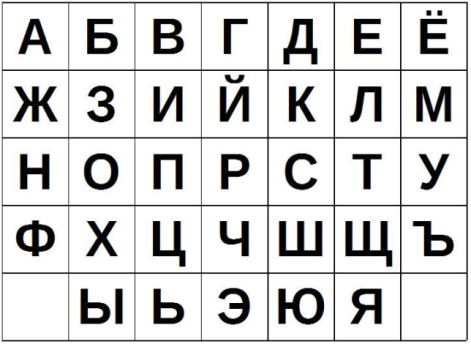 А Б В Г Д Е Ё
Ж З И Й К Л М
Н О П Р С Т У
Ф Х Ц Ч Ш Щ Ъ
Ы Ь Э Ю Я